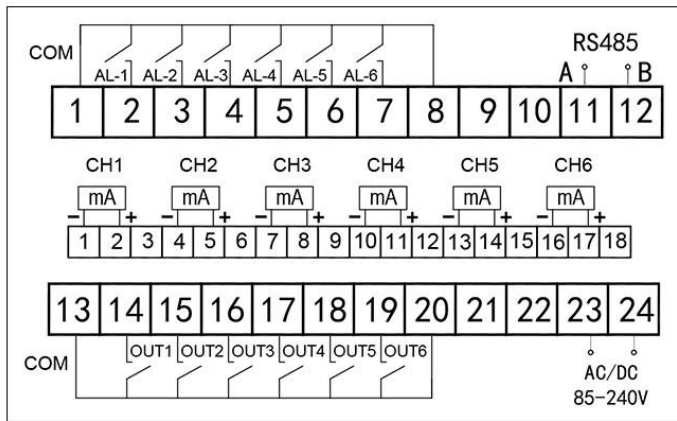 COM
RS485
AL-1 AL-2 AL-3 AL-4 AL-5 AL-6
A B
1 2 3 4 5 6 7 8 9 10 11 12
CH1 CH2 CH3 CH4 CH5 CH6
mA mA mA mA mA mA
− + − + − + − + − + − +
1 2 3 4 5 6 7 8 9 10 11 12 13 14 15 16 17 18
13 14 15 16 17 18 19 20 21 22 23 24
OUT1 OUT2 OUT3 OUT4 OUT5 OUT6
COM
AC/DC
85-240V